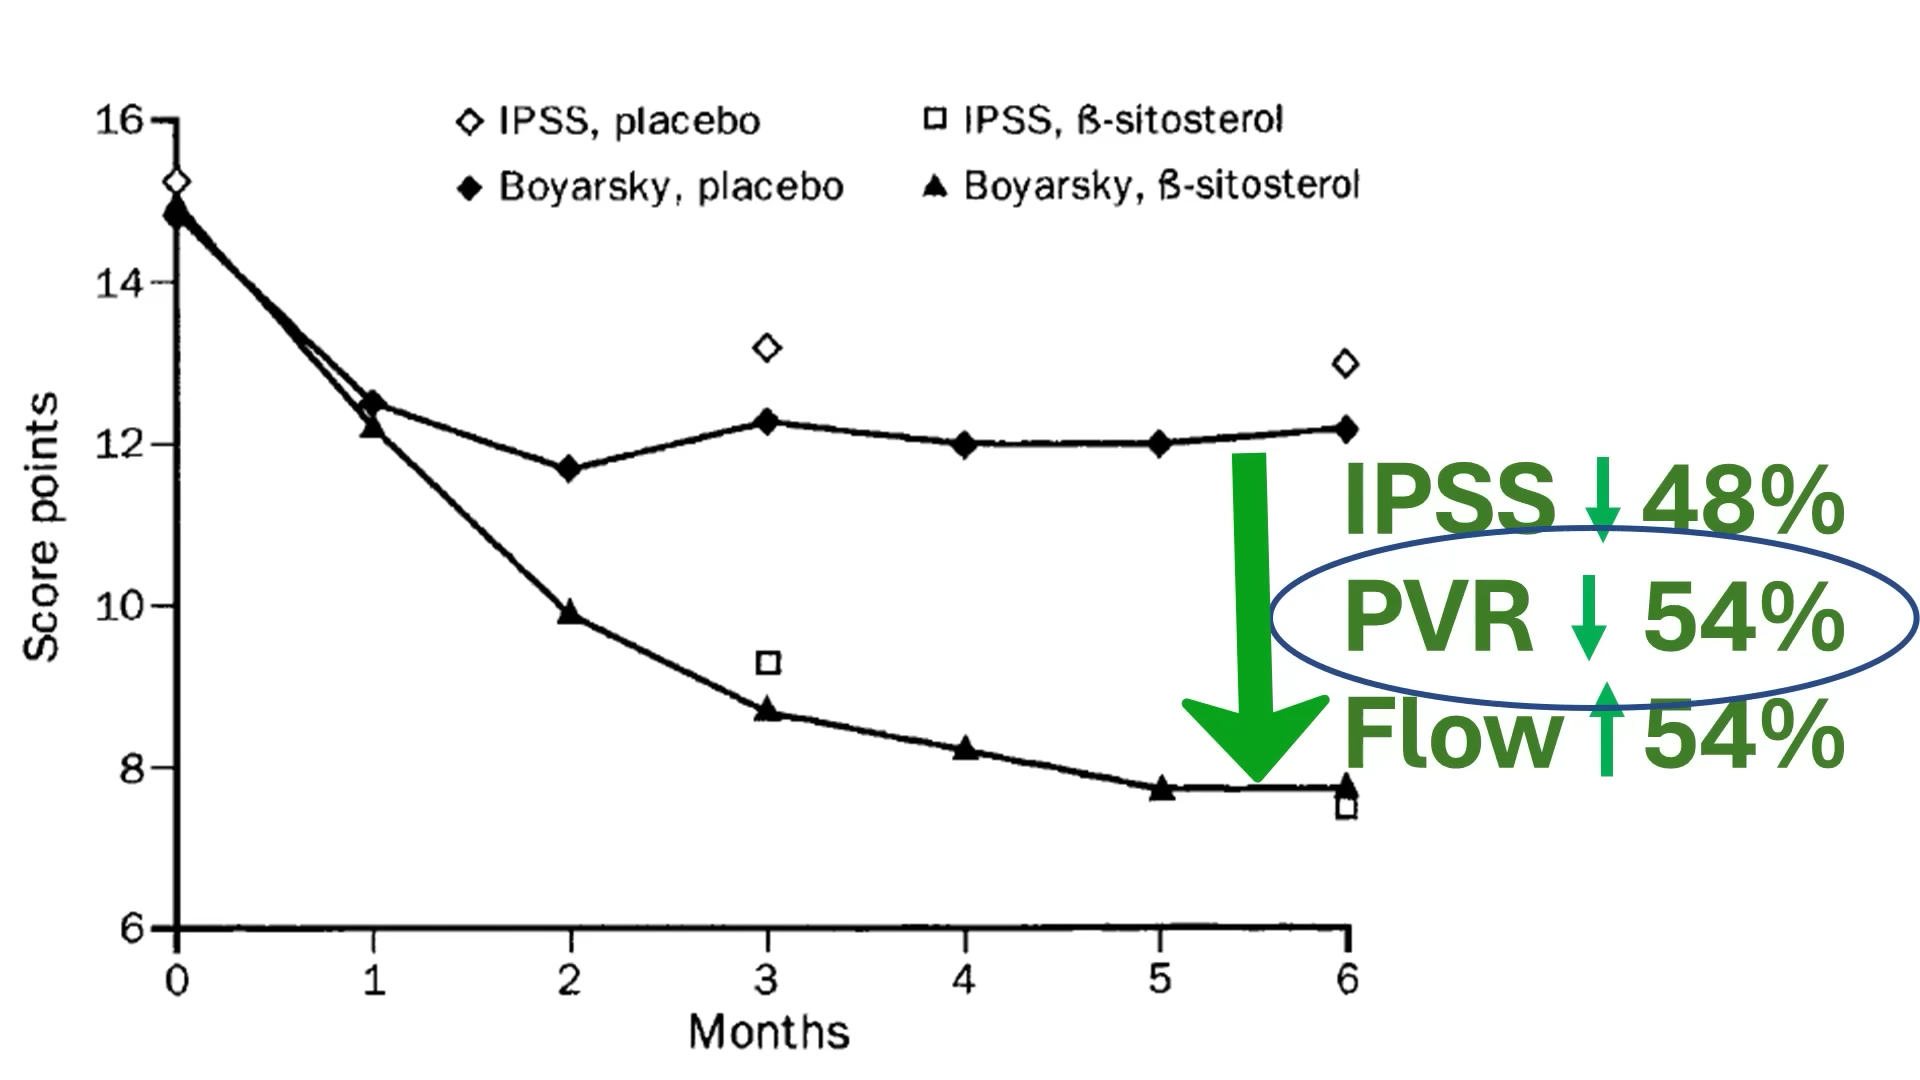 IPSS, placebo
IPSS, ß-sitosterol
Boyarsky, placebo
Boyarsky, ß-sitosterol
Score points
16
14
12
10
8
6
0 1 2 3 4 5 6
Months
IPSS ↓ 48%
PVR ↓ 54%
Flow ↑ 54%